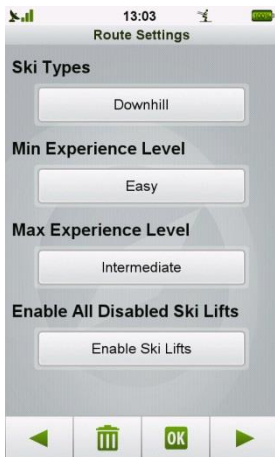 13:03
Route Settings
Ski Types
Downhill
Min Experience Level
Easy
Max Experience Level
Intermediate
Enable All Disabled Ski Lifts
Enable Ski Lifts
OK